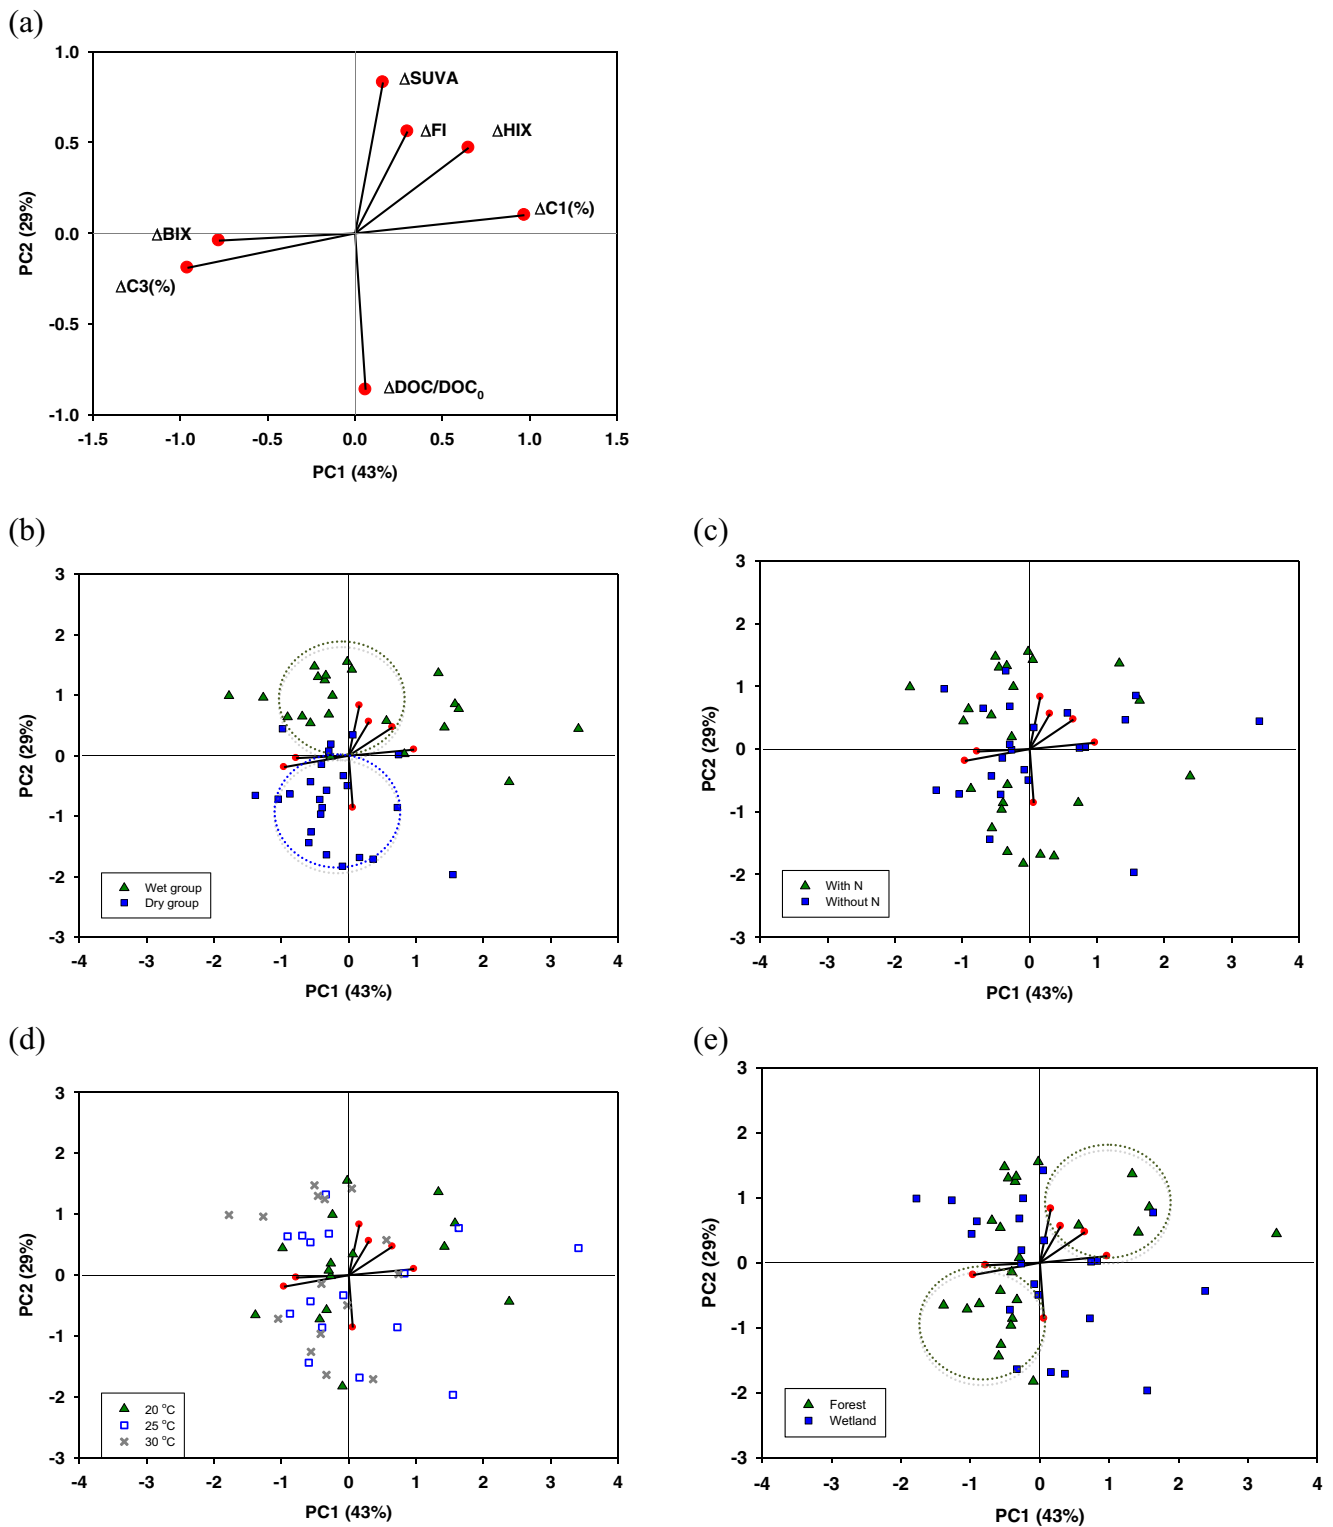 (a)
1.0
0.5
0.0
-0.5
-1.0
PC2 (29%)
ΔSUVA
ΔFI
ΔHIX
ΔC1(%)
ΔBIX
ΔC3(%)
ΔDOC/DOC₀
-1.5 -1.0 -0.5 0.0 0.5 1.0 1.5
PC1 (43%)
(b)
3
2
1
0
-1
-2
-3
PC2 (29%)
Wet group
Dry group
-4 -3 -2 -1 0 1 2 3 4
PC1 (43%)
(c)
3
2
1
0
-1
-2
-3
PC2 (29%)
With N
Without N
-4 -3 -2 -1 0 1 2 3 4
PC1 (43%)
(d)
3
2
1
0
-1
-2
-3
PC2 (29%)
20 °C
25 °C
30 °C
-4 -3 -2 -1 0 1 2 3 4
PC1 (43%)
(e)
3
2
1
0
-1
-2
-3
PC2 (29%)
Forest
Wetland
-4 -3 -2 -1 0 1 2 3 4
PC1 (43%)